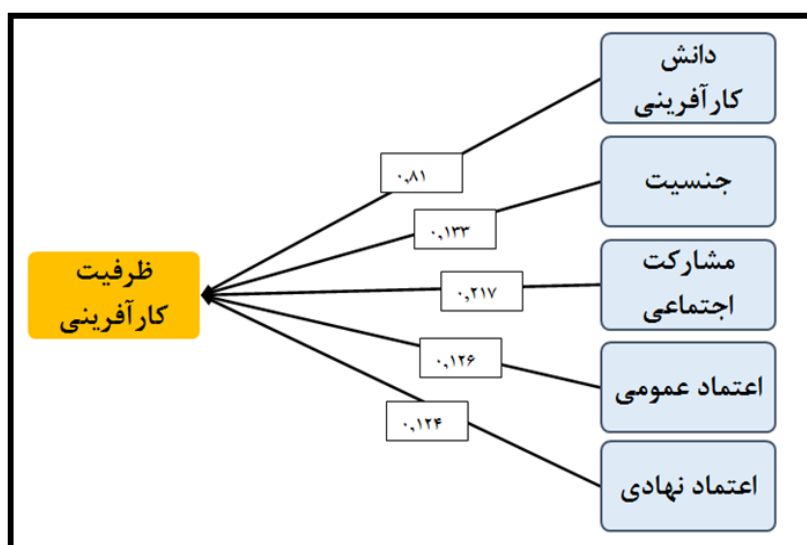 دانش
کارآفرینی
۰,۸۱
جنسیت
۰,۱۳۳
مشارکت
اجتماعی
۰,۲۱۷
ظرفیت
کارآفرینی
اعتماد عمومی
۰,۱۲۶
اعتماد نهادی
۰,۱۲۴